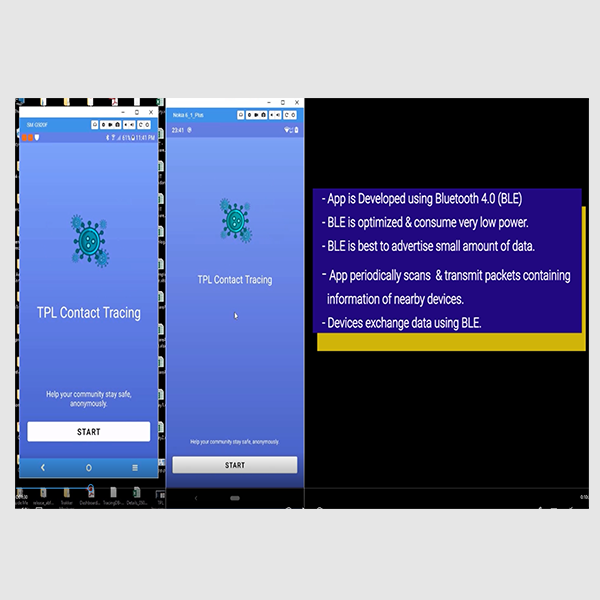 SM-G920F
11:41 PM
TPL Contact Tracing
Help your community stay safe,
anonymously.
START
Nokia 6_1_Plus
23:41
TPL Contact Tracing
Help your community stay safe, anonymously.
START
- App is Developed using Bluetooth 4.0 (BLE)
- BLE is optimized & consume very low power.
- BLE is best to advertise small amount of data.
- App periodically scans & transmit packets containing
information of nearby devices.
- Devices exchange data using BLE.